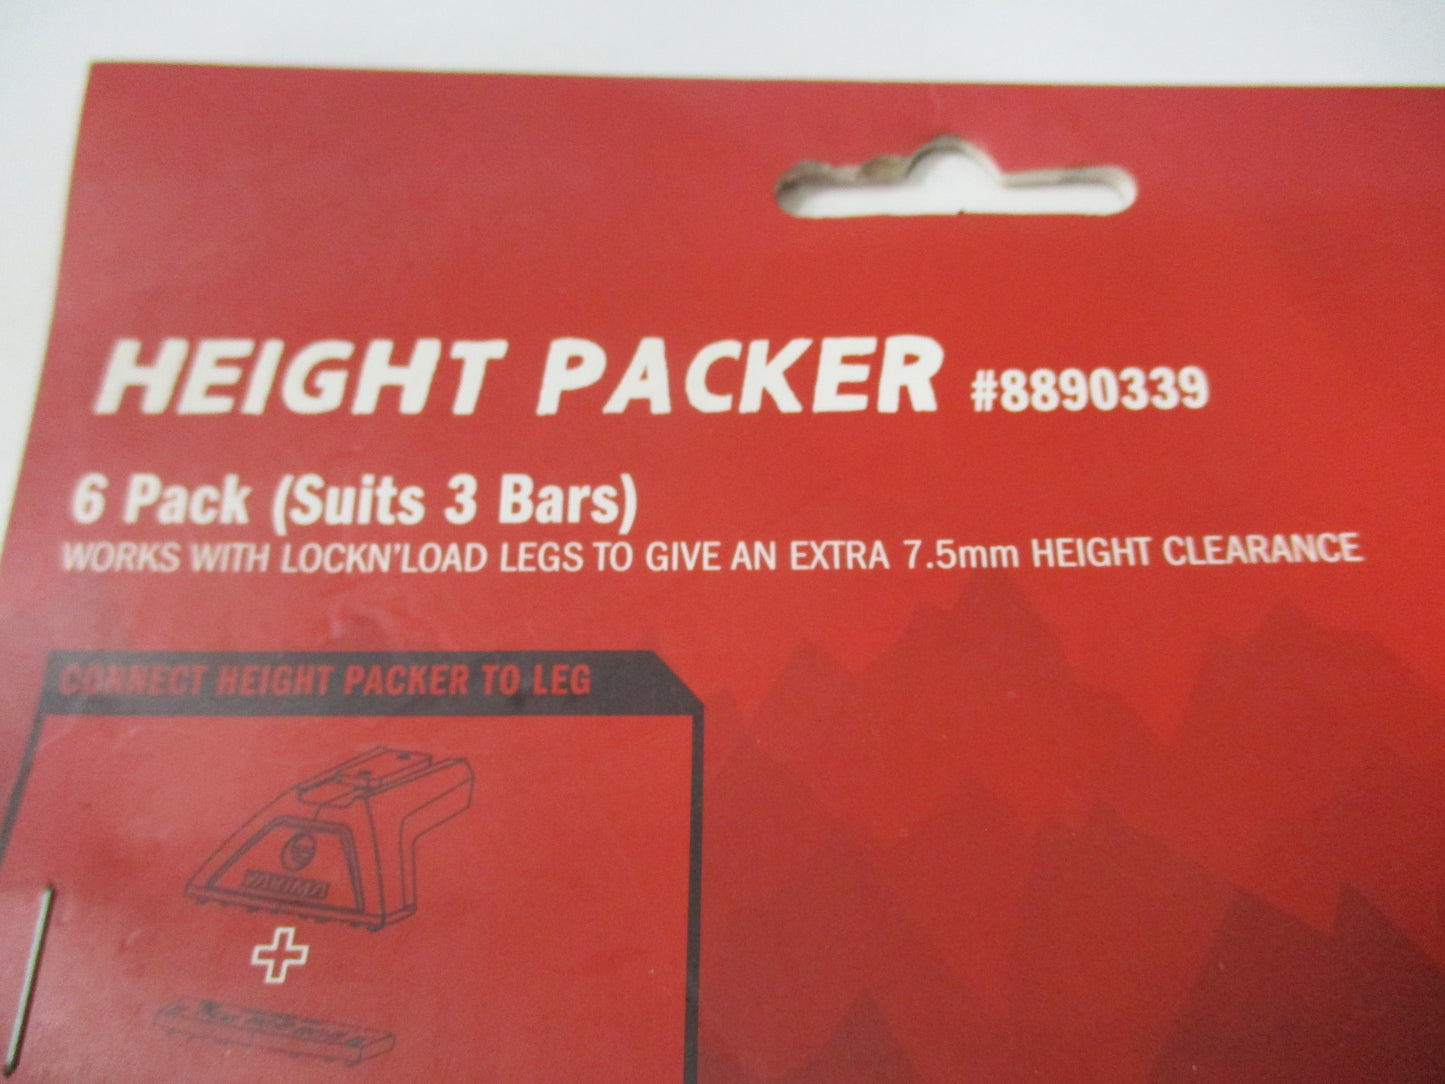 HEIGHT PACKER #8890339
6 Pack (Suits 3 Bars)
WORKS WITH LOCKN'LOAD LEGS TO GIVE AN EXTRA 7.5mm HEIGHT CLEARANCE
CONNECT HEIGHT PACKER TO LEG
YAKIMA